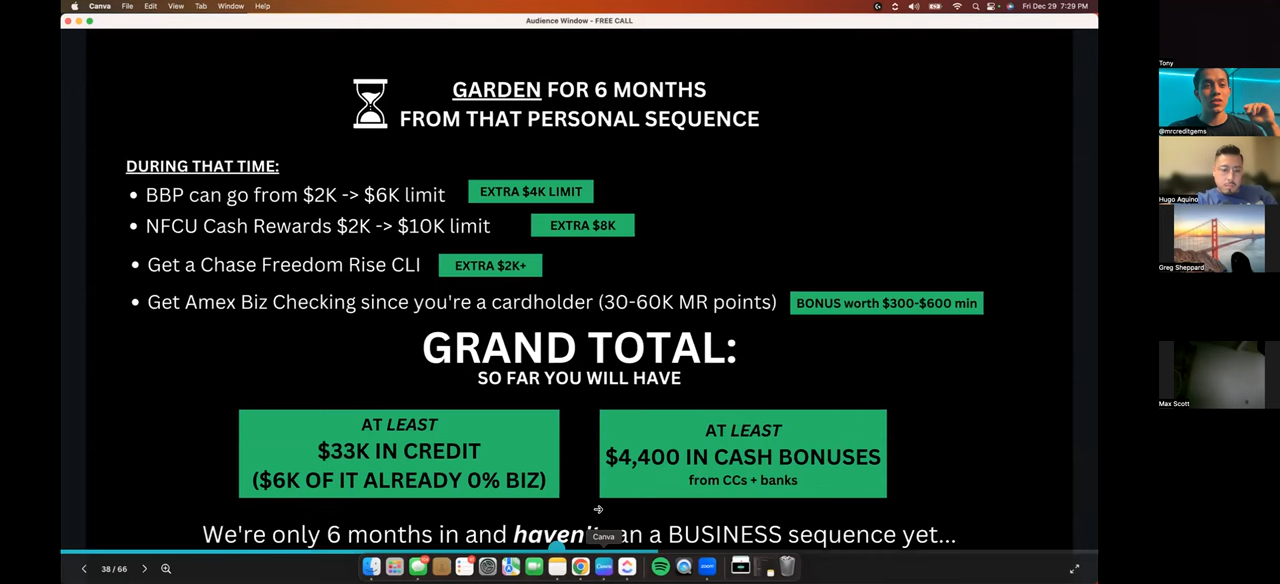 Canva File Edit View Tab Window Help
Fri Dec 29 7:29 PM
Audience Window - FREE CALL
GARDEN FOR 6 MONTHS
FROM THAT PERSONAL SEQUENCE
DURING THAT TIME:
• BBP can go from $2K -> $6K limit EXTRA $4K LIMIT
• NFCU Cash Rewards $2K -> $10K limit EXTRA $8K
• Get a Chase Freedom Rise CLI EXTRA $2K+
• Get Amex Biz Checking since you're a cardholder (30-60K MR points) BONUS worth $300-$600 min
GRAND TOTAL:
SO FAR YOU WILL HAVE
AT LEAST
$33K IN CREDIT
($6K OF IT ALREADY 0% BIZ)
AT LEAST
$4,400 IN CASH BONUSES
from CCs + banks
We're only 6 months in and haven't an a BUSINESS sequence yet...
Canva
38 / 66
zoom
Tony
@mrcreditgems
Hugo Aquino
Greg Sheppard
Max Scott